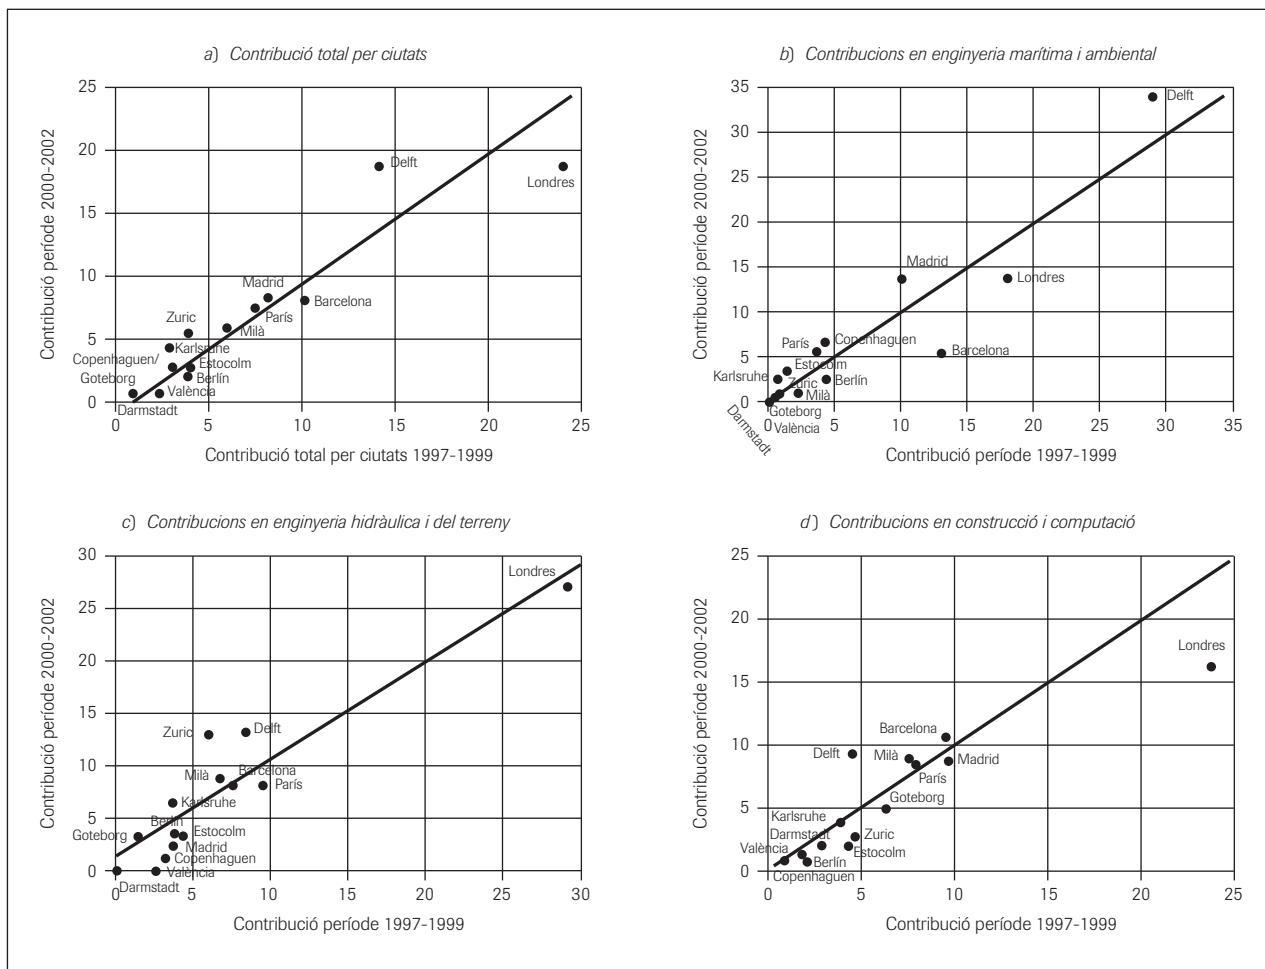 a) Contribució total per ciutats
Contribució període 2000-2002
25
20
15
10
5
0
Delft
Londres
Madrid
Barcelona
París
Zuric
Milà
Karlsruhe
Copenhaguen/
Goteborg
Estocolm
Berlín
València
Darmstadt
0 5 10 15 20 25
Contribució total per ciutats 1997-1999
b) Contribucions en enginyeria marítima i ambiental
Contribució període 2000-2002
35
30
25
20
15
10
5
0
Delft
Madrid
Londres
París
Copenhaguen
Barcelona
Estocolm
Karlsruhe
Zuric
Berlín
Milà
Goteborg
València
Darmstadt
0 5 10 15 20 25 30 35
Contribució període 1997-1999
c) Contribucions en enginyeria hidràulica i del terreny
Contribució període 2000-2002
30
25
20
15
10
5
0
Londres
Zuric
Delft
Milà
Barcelona
París
Karlsruhe
Berlín
Goteborg
Estocolm
Madrid
Copenhaguen
València
Darmstadt
0 5 10 15 20 25 30
Contribució període 1997-1999
d) Contribucions en construcció i computació
Contribució període 2000-2002
25
20
15
10
5
0
Londres
Barcelona
Delft
Milà
Madrid
París
Goteborg
Karlsruhe
Darmstadt
Zuric
València
Estocolm
Berlín
Copenhaguen
0 5 10 15 20 25
Contribució període 1997-1999